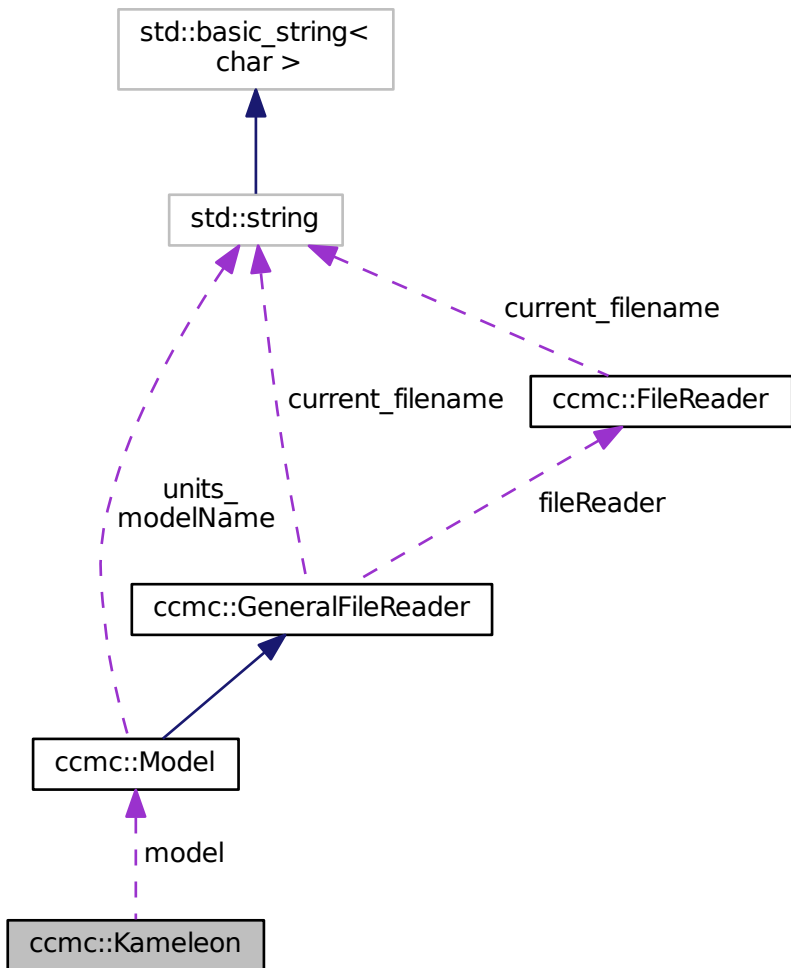 std::basic_string<
char >
std::string
current_filename
ccmc::FileReader
current_filename
units_
modelName
fileReader
ccmc::GeneralFileReader
ccmc::Model
model
ccmc::Kameleon